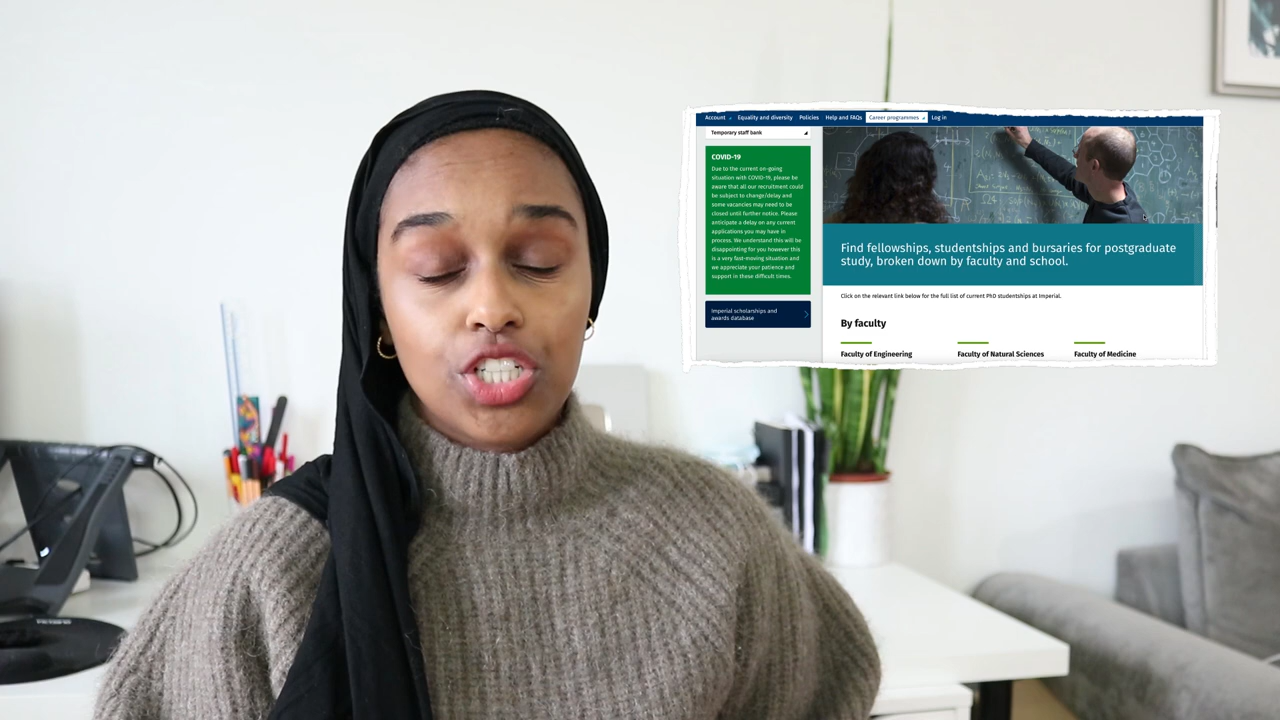 Account Equality and diversity Policies Help and FAQs Career programmes Log in
Temporary staff bank
COVID-19
Due to the current on-going
situation with COVID-19, please be
aware that all our recruitment could
be subject to change/delay and
some vacancies may need to be
closed until further notice. Please
anticipate a delay on any current
applications you may have in
process. We understand this will be
disappointing for you however this
is a very fast-moving situation and
we appreciate your patience and
support in these difficult times.
Imperial scholarships and
awards database
Find fellowships, studentships and bursaries for postgraduate
study, broken down by faculty and school.
Click on the relevant link below for the full list of current PhD studentships at Imperial.
By faculty
Faculty of Engineering Faculty of Natural Sciences Faculty of Medicine